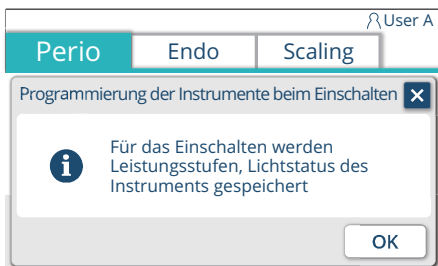 User A
Perio Endo Scaling
Programmierung der Instrumente beim Einschalten
Für das Einschalten werden
Leistungsstufen, Lichtstatus des
Instruments gespeichert
OK